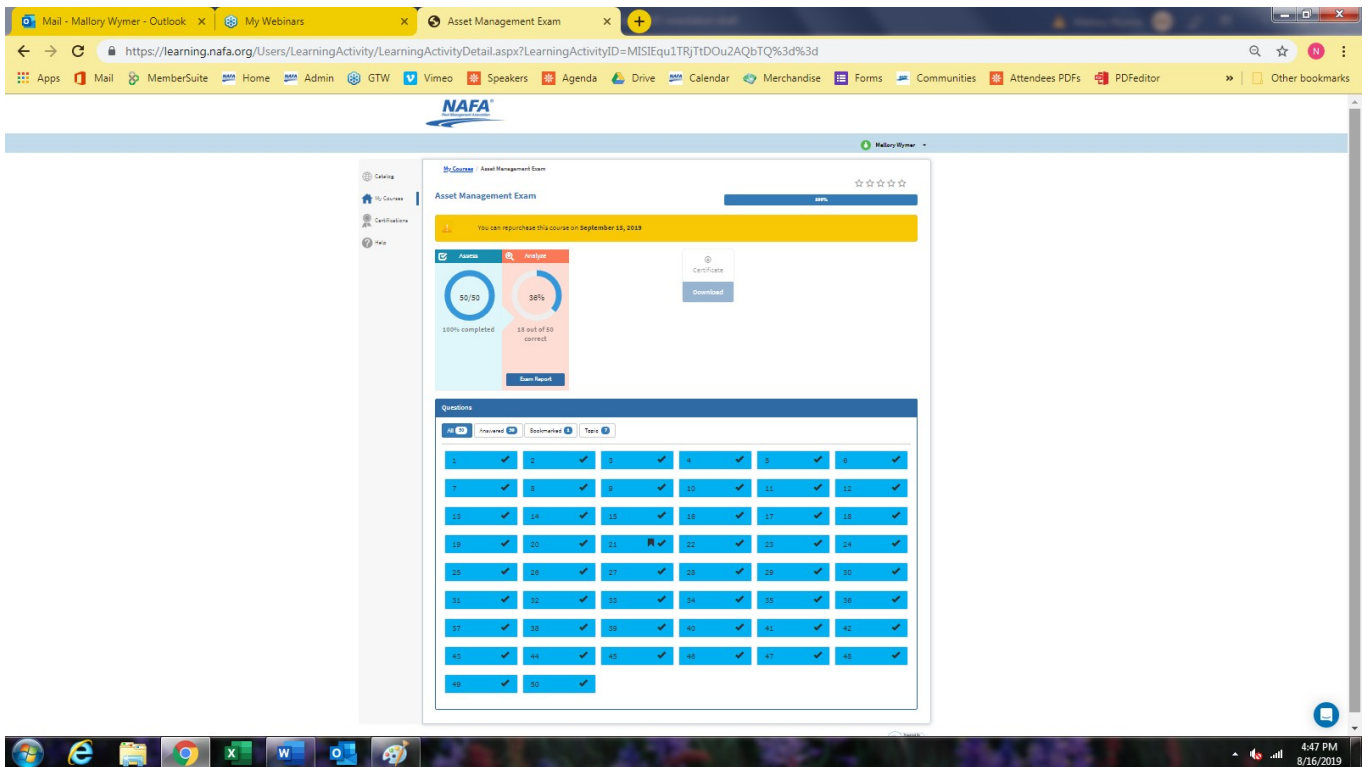 Mail - Mallory Wymer - Outlook
My Webinars
Asset Management Exam
https://learning.nafa.org/Users/LearningActivity/LearningActivityDetail.aspx?LearningActivityID=MISIEqu1TRjTtDOu2AQbTQ%3d%3d
N
Apps Mail MemberSuite Home Admin GTW Vimeo Speakers Agenda Drive Calendar Merchandise Forms Communities Attendees PDFs PDFeditor » Other bookmarks
NAFA
Mallory Wymer
Catalog
My Courses
Certifications
Help
My Courses | Asset Management Exam
Asset Management Exam
100%
You can repurchase this course on September 15, 2019
Assess Analyze
50/50 36%
100% completed 18 out of 50
correct
Exam Report
Certificate
Download
Questions
All 50 Answered 50 Bookmarked 1 Topic 7
1 2 3 4 5 6
7 8 9 10 11 12
13 14 15 16 17 18
19 20 21 22 23 24
25 26 27 28 29 30
31 32 33 34 35 36
37 38 39 40 41 42
43 44 45 46 47 48
49 50
4:47 PM
8/16/2019